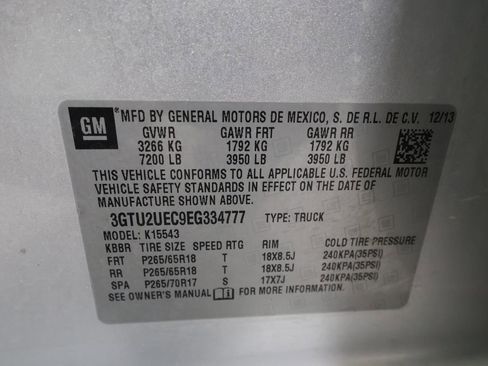 GM ®MFD BY GENERAL MOTORS DE MEXICO, S. DE R.L. DE C.V. 12/13
GVWR GAWR FRT GAWR RR
3266 KG 1792 KG 1792 KG
7200 LB 3950 LB 3950 LB
THIS VEHICLE CONFORMS TO ALL APPLICABLE U.S. FEDERAL MOTOR
VEHICLE SAFETY STANDARDS IN EFFECT ON THE DATE OF
MANUFACTURE SHOWN ABOVE.
3GTU2UEC9EG334777 TYPE: TRUCK
MODEL: K15543
KBBR TIRE SIZE SPEED RTG RIM COLD TIRE PRESSURE
FRT P265/65R18 T 18X8.5J 240KPA(35PSI)
RR P265/65R18 T 18X8.5J 240KPA(35PSI)
SPA P265/70R17 S 17X7J 240KPA(35PSI)
SEE OWNER'S MANUAL FOR MORE INFORMATION.